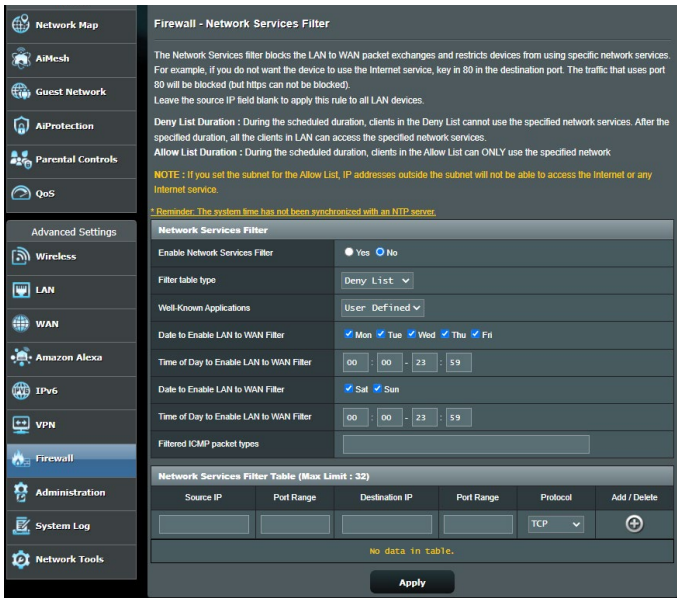 Network Map
AiMesh
Guest Network
AiProtection
Parental Controls
QoS
Advanced Settings
Wireless
LAN
WAN
Amazon Alexa
IPv6
VPN
Firewall
Administration
System Log
Network Tools
Firewall - Network Services Filter
The Network Services filter blocks the LAN to WAN packet exchanges and restricts devices from using specific network services.
For example, if you do not want the device to use the Internet service, key in 80 in the destination port. The traffic that uses port
80 will be blocked (but https can not be blocked).
Leave the source IP field blank to apply this rule to all LAN devices.
Deny List Duration : During the scheduled duration, clients in the Deny List cannot use the specified network services. After the
specified duration, all the clients in LAN can access the specified network services.
Allow List Duration : During the scheduled duration, clients in the Allow List can ONLY use the specified network
NOTE : If you set the subnet for the Allow List, IP addresses outside the subnet will not be able to access the Internet or any
Internet service.
* Reminder: The system time has not been synchronized with an NTP server.
Network Services Filter
Enable Network Services Filter Yes No
Filter table type Deny List
Well-Known Applications User Defined
Date to Enable LAN to WAN Filter Mon Tue Wed Thu Fri
Time of Day to Enable LAN to WAN Filter 00 : 00 - 23 : 59
Date to Enable LAN to WAN Filter Sat Sun
Time of Day to Enable LAN to WAN Filter 00 : 00 - 23 : 59
Filtered ICMP packet types
Network Services Filter Table (Max Limit : 32)
Source IP Port Range Destination IP Port Range Protocol Add / Delete
TCP
No data in table.
Apply